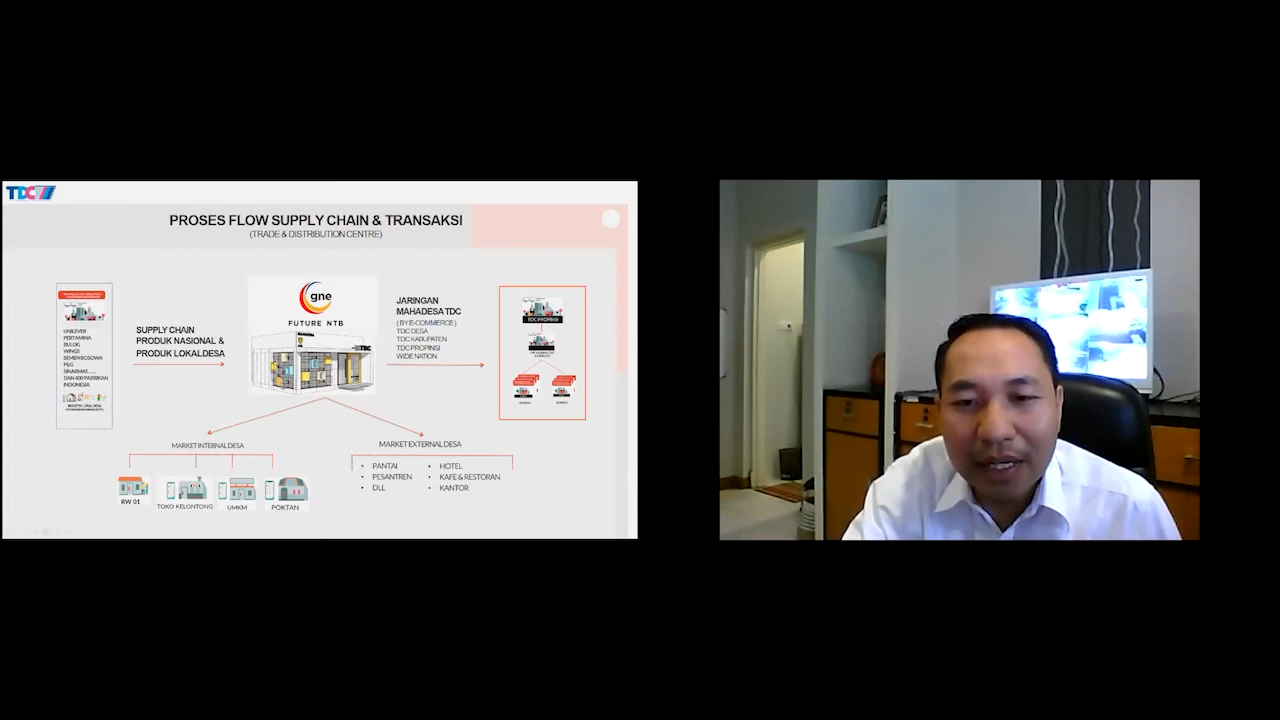 TDC
PROSES FLOW SUPPLY CHAIN & TRANSAKSI
(TRADE & DISTRIBUTION CENTRE)
UNILEVER
PERTAMINA
BULOG
WINGS
SEMEN BOSOWA
SINARMAS......
DAN 400 PABRIKAN
INDONESIA
SUPPLY CHAIN
PRODUK NASIONAL &
PRODUK LOKAL DESA
gne
FUTURE NTB
TDC
JARINGAN
MAHADESA TDC
( BY E-COMMERCE )
TDC DESA
TDC KABUPATEN
TDC PROPINSI
WIDE NATION
TDC PROPINSI
MARKET INTERNAL DESA
RW 01
TOKO KELONTONG
UMKM
POKTAN
MARKET EXTERNAL DESA
• PANTAI
• PESANTREN
• DLL
• HOTEL
• KAFE & RESTORAN
• KANTOR